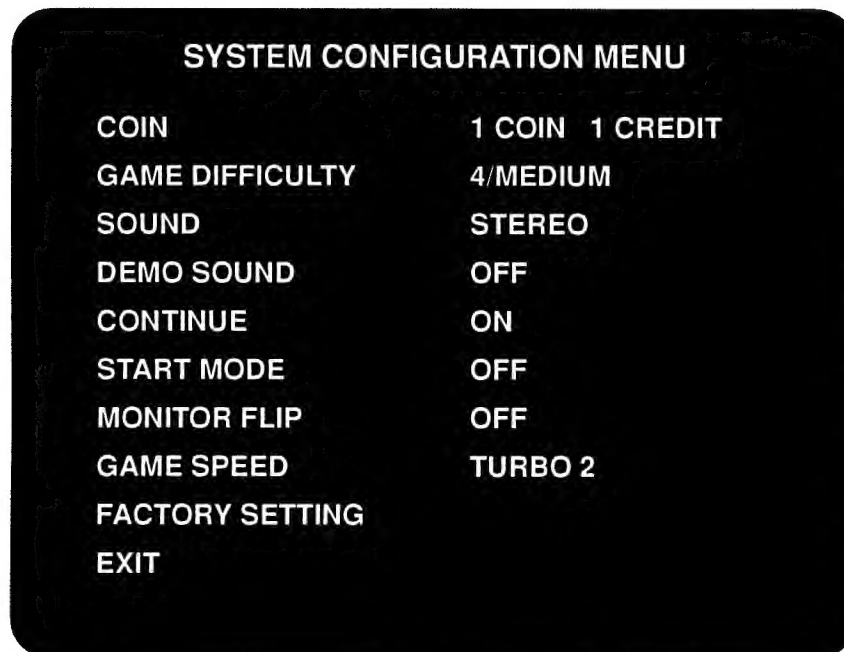 SYSTEM CONFIGURATION MENU
COIN 1 COIN 1 CREDIT
GAME DIFFICULTY 4/MEDIUM
SOUND STEREO
DEMO SOUND OFF
CONTINUE ON
START MODE OFF
MONITOR FLIP OFF
GAME SPEED TURBO 2
FACTORY SETTING
EXIT